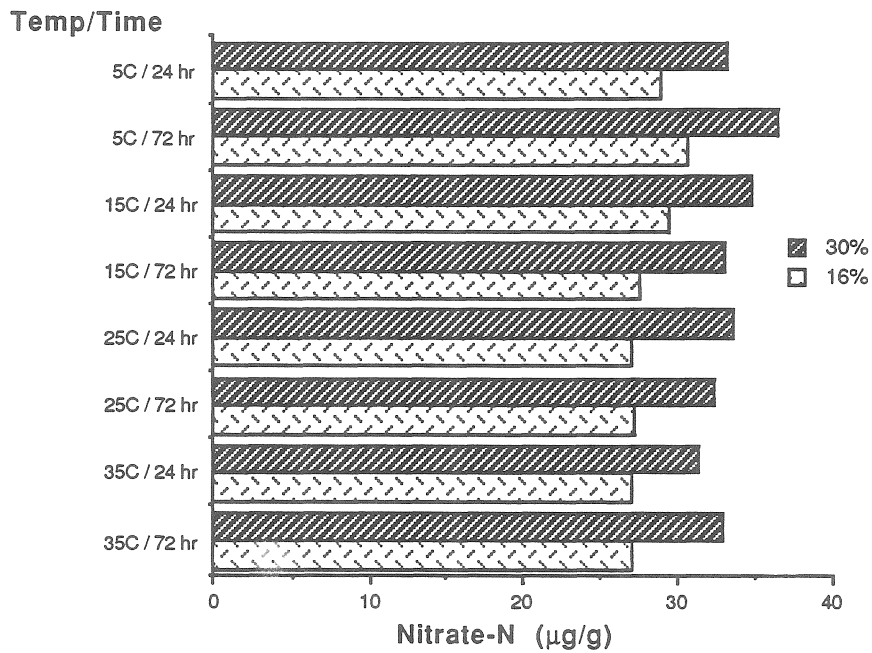 Temp/Time
5C / 24 hr
5C / 72 hr
15C / 24 hr
15C / 72 hr
25C / 24 hr
25C / 72 hr
35C / 24 hr
35C / 72 hr
30%
16%
0 10 20 30 40
Nitrate-N (µg/g)